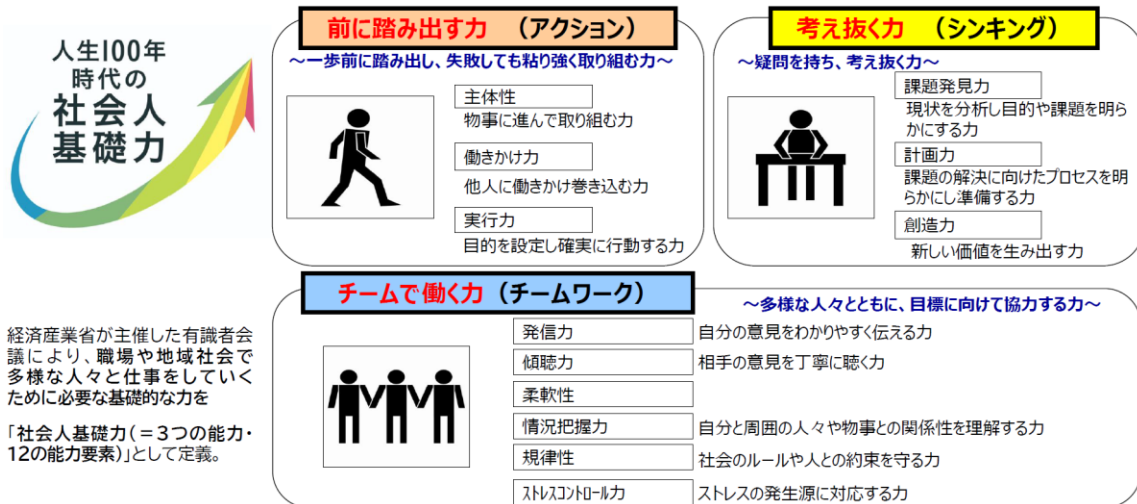 人生100年
時代の
社会人
基礎力
経済産業省が主催した有識者会
議により、職場や地域社会で
多様な人々と仕事をしていく
ために必要な基礎的な力を
「社会人基礎力(=3つの能力・
12の能力要素)」として定義。
前に踏み出す力 (アクション)
~一歩前に踏み出し、失敗しても粘り強く取り組む力~
主体性
物事に進んで取り組む力
働きかけ力
他人に働きかけ巻き込む力
実行力
目的を設定し確実に行動する力
考え抜く力 (シンキング)
~疑問を持ち、考え抜く力~
課題発見力
現状を分析し目的や課題を明ら
かにする力
計画力
課題の解決に向けたプロセスを明
らかにし準備する力
創造力
新しい価値を生み出す力
チームで働く力 (チームワーク)
~多様な人々とともに、目標に向けて協力する力~
発信力 自分の意見をわかりやすく伝える力
傾聴力 相手の意見を丁寧に聴く力
柔軟性
情況把握力 自分と周囲の人々や物事との関係性を理解する力
規律性 社会のルールや人との約束を守る力
ストレスコントロール力 ストレスの発生源に対応する力